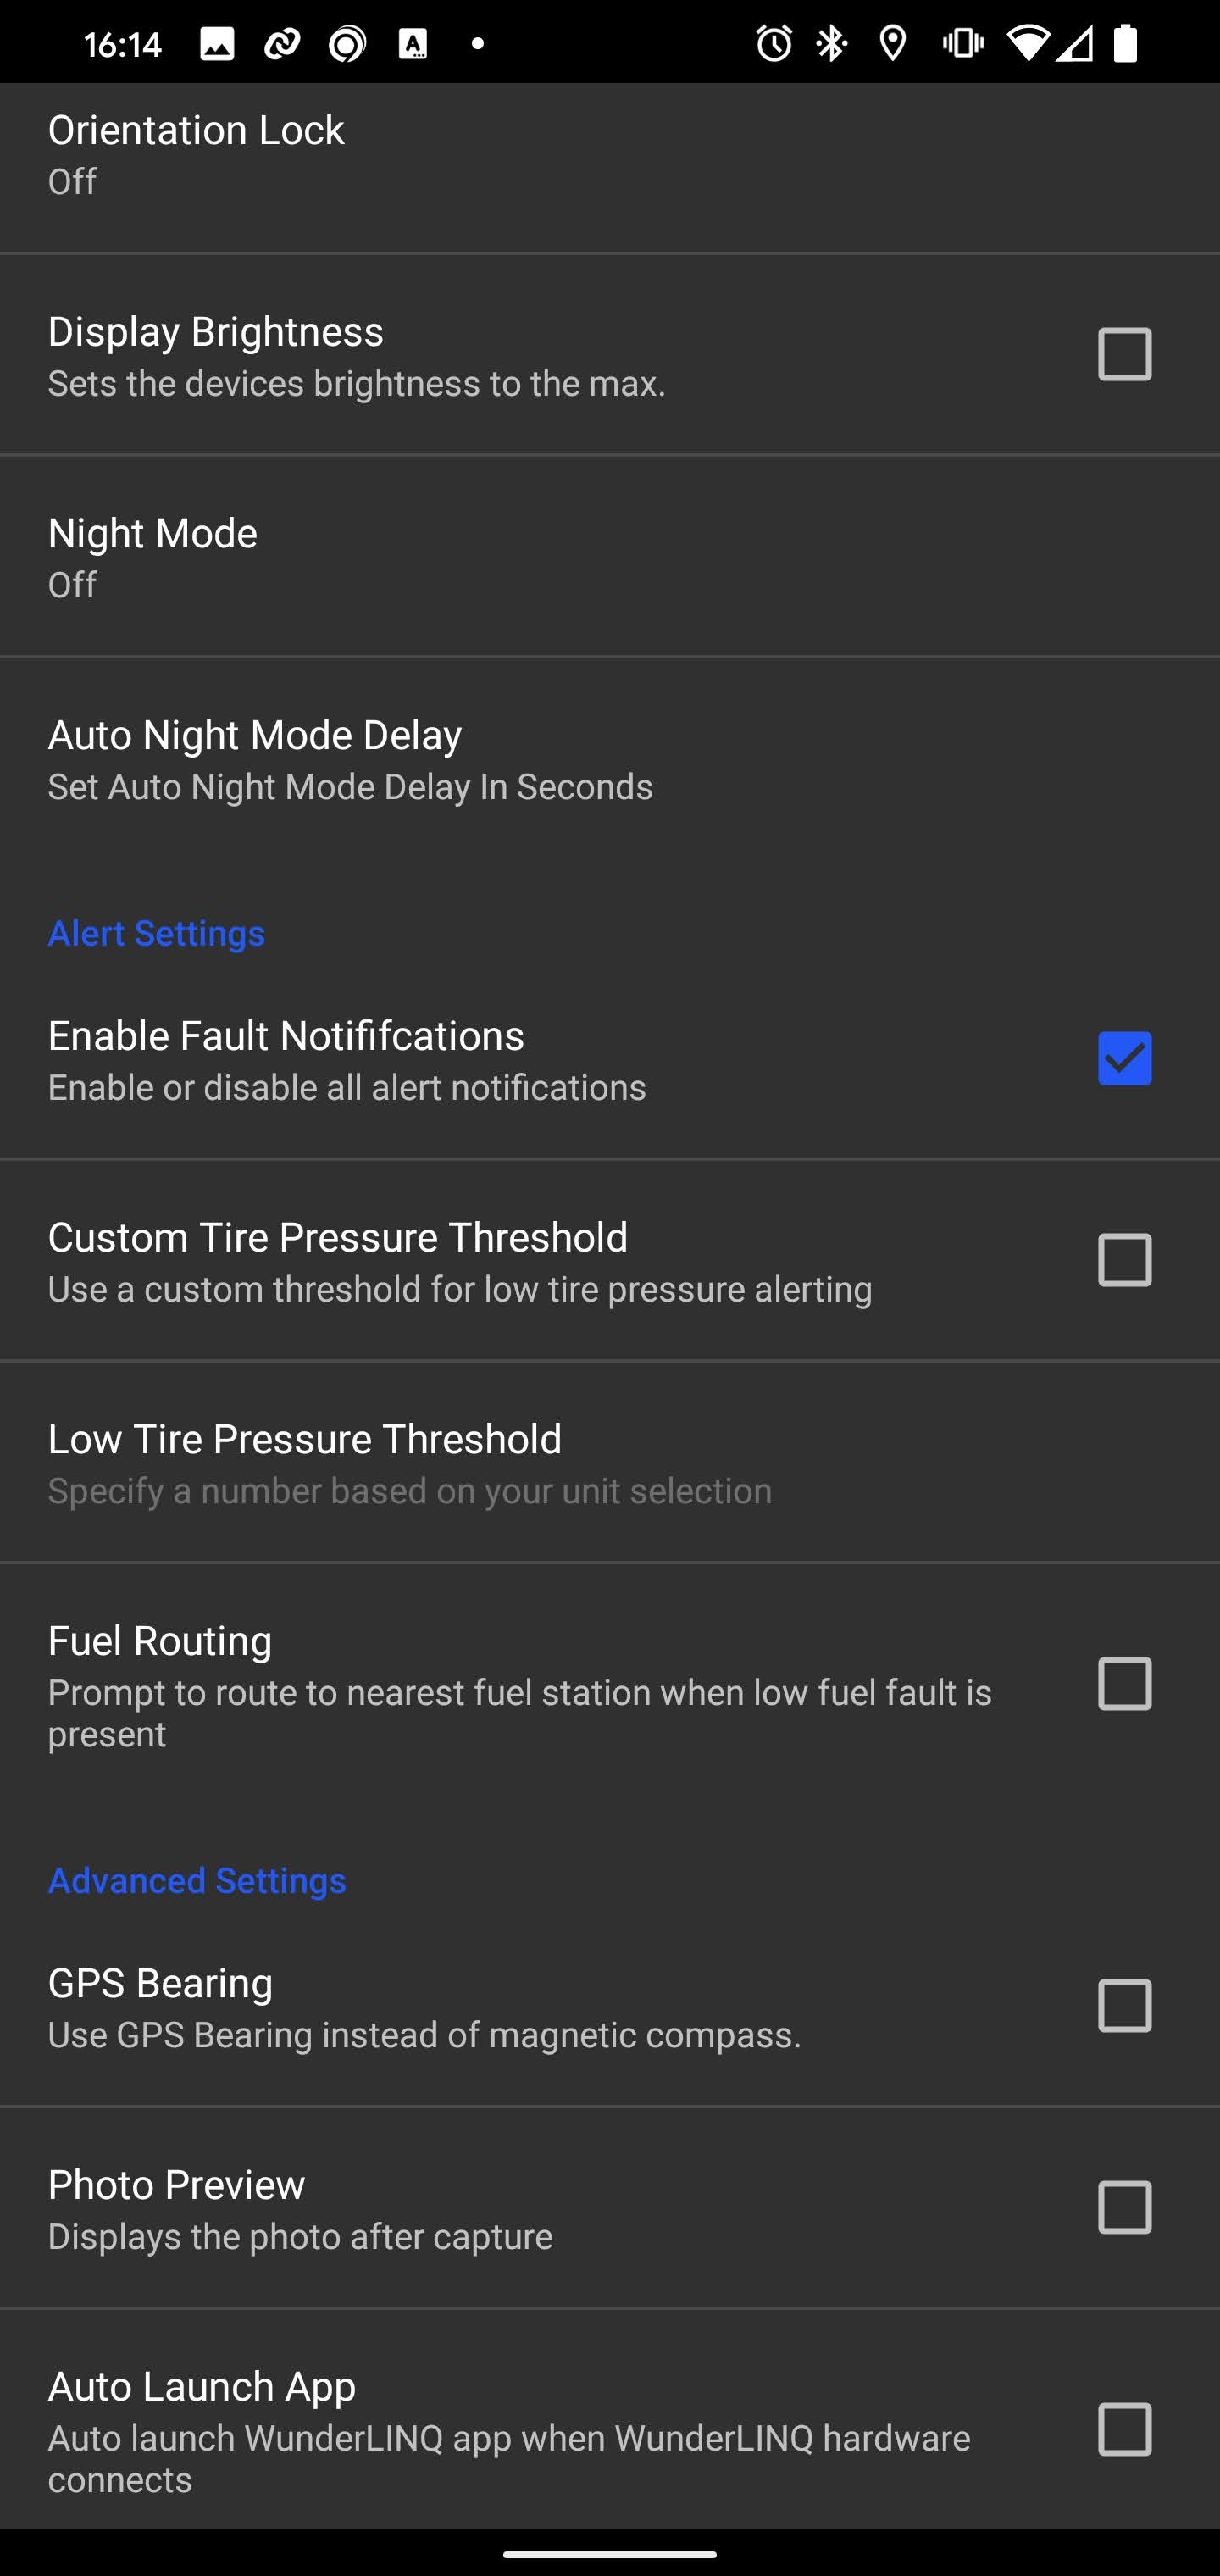 16:14
Orientation Lock
Off
Display Brightness
Sets the devices brightness to the max.
Night Mode
Off
Auto Night Mode Delay
Set Auto Night Mode Delay In Seconds
Alert Settings
Enable Fault Notififcations
Enable or disable all alert notifications
Custom Tire Pressure Threshold
Use a custom threshold for low tire pressure alerting
Low Tire Pressure Threshold
Specify a number based on your unit selection
Fuel Routing
Prompt to route to nearest fuel station when low fuel fault is
present
Advanced Settings
GPS Bearing
Use GPS Bearing instead of magnetic compass.
Photo Preview
Displays the photo after capture
Auto Launch App
Auto launch WunderLINQ app when WunderLINQ hardware
connects